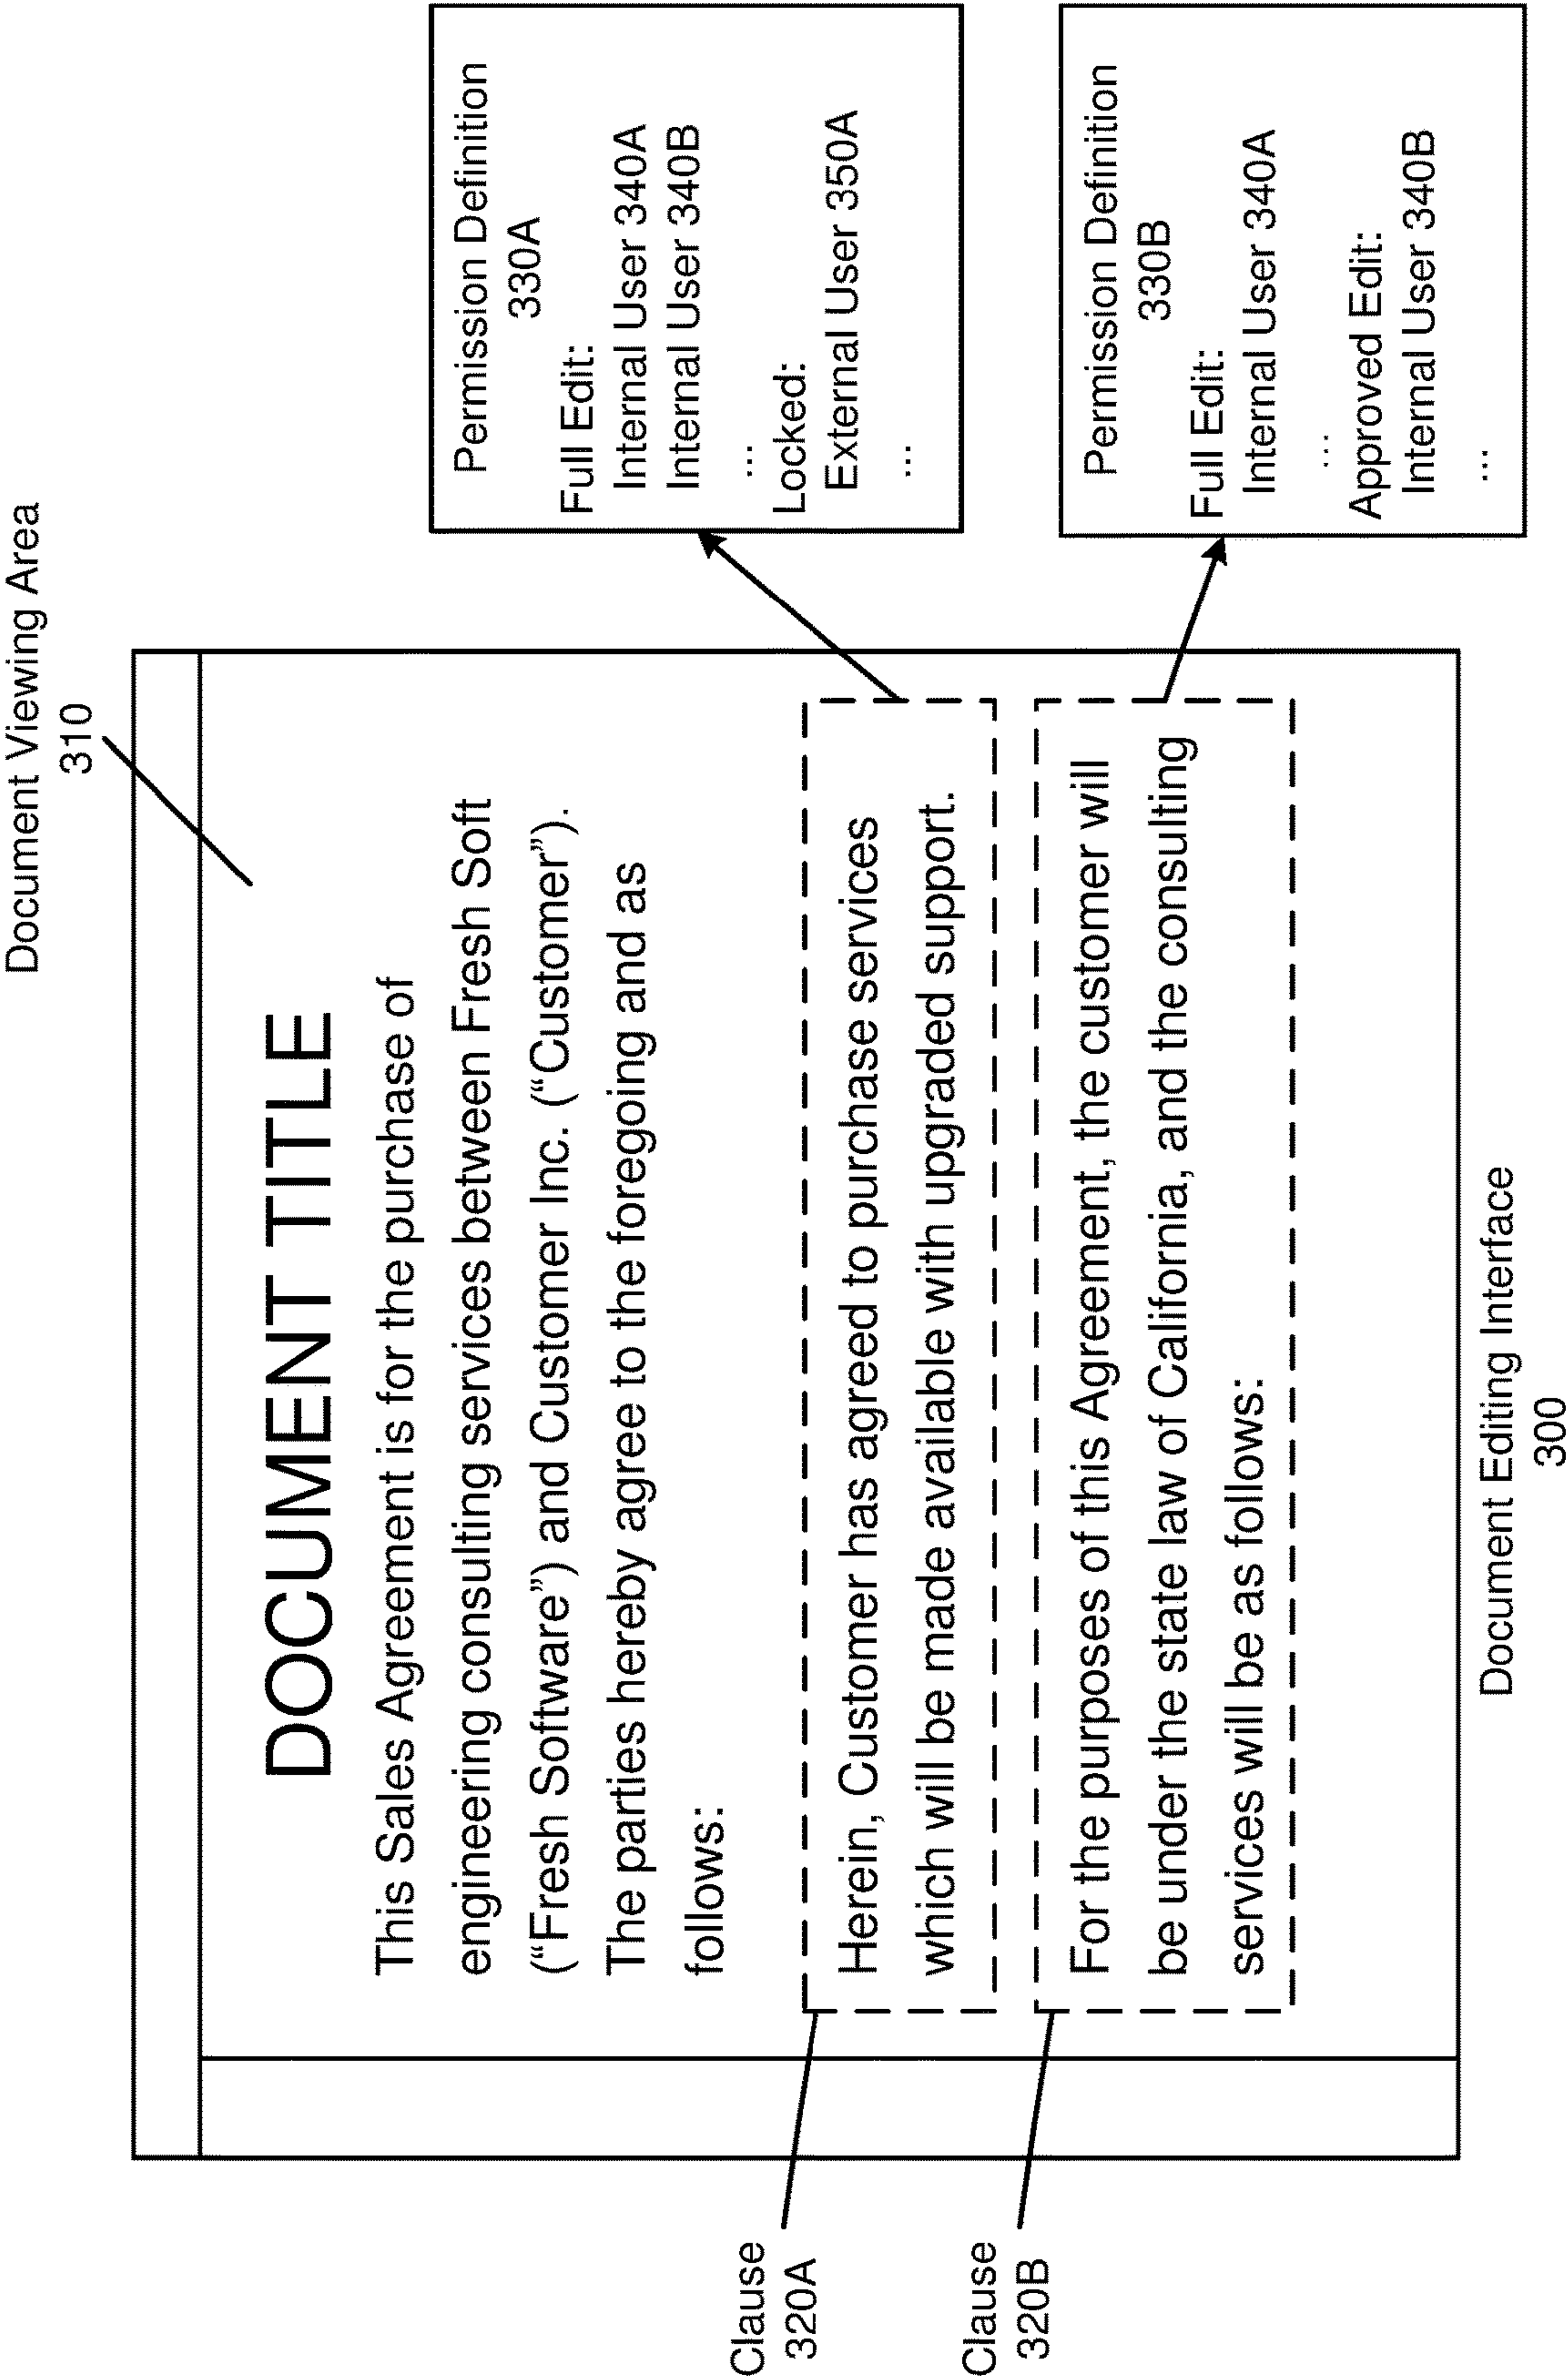 Document Viewing Area
310
DOCUMENT TITLE
This Sales Agreement is for the purchase of
engineering consulting services between Fresh Soft
(“Fresh Software”) and Customer Inc. (“Customer”).
The parties hereby agree to the foregoing and as
follows:
Clause
320A
Herein, Customer has agreed to purchase services
which will be made available with upgraded support.
Clause
320B
For the purposes of this Agreement, the customer will
be under the state law of California, and the consulting
services will be as follows:
Permission Definition
330A
Full Edit:
Internal User 340A
Internal User 340B
...
Locked:
External User 350A
...
Permission Definition
330B
Full Edit:
Internal User 340A
...
Approved Edit:
Internal User 340B
...
Document Editing Interface
300